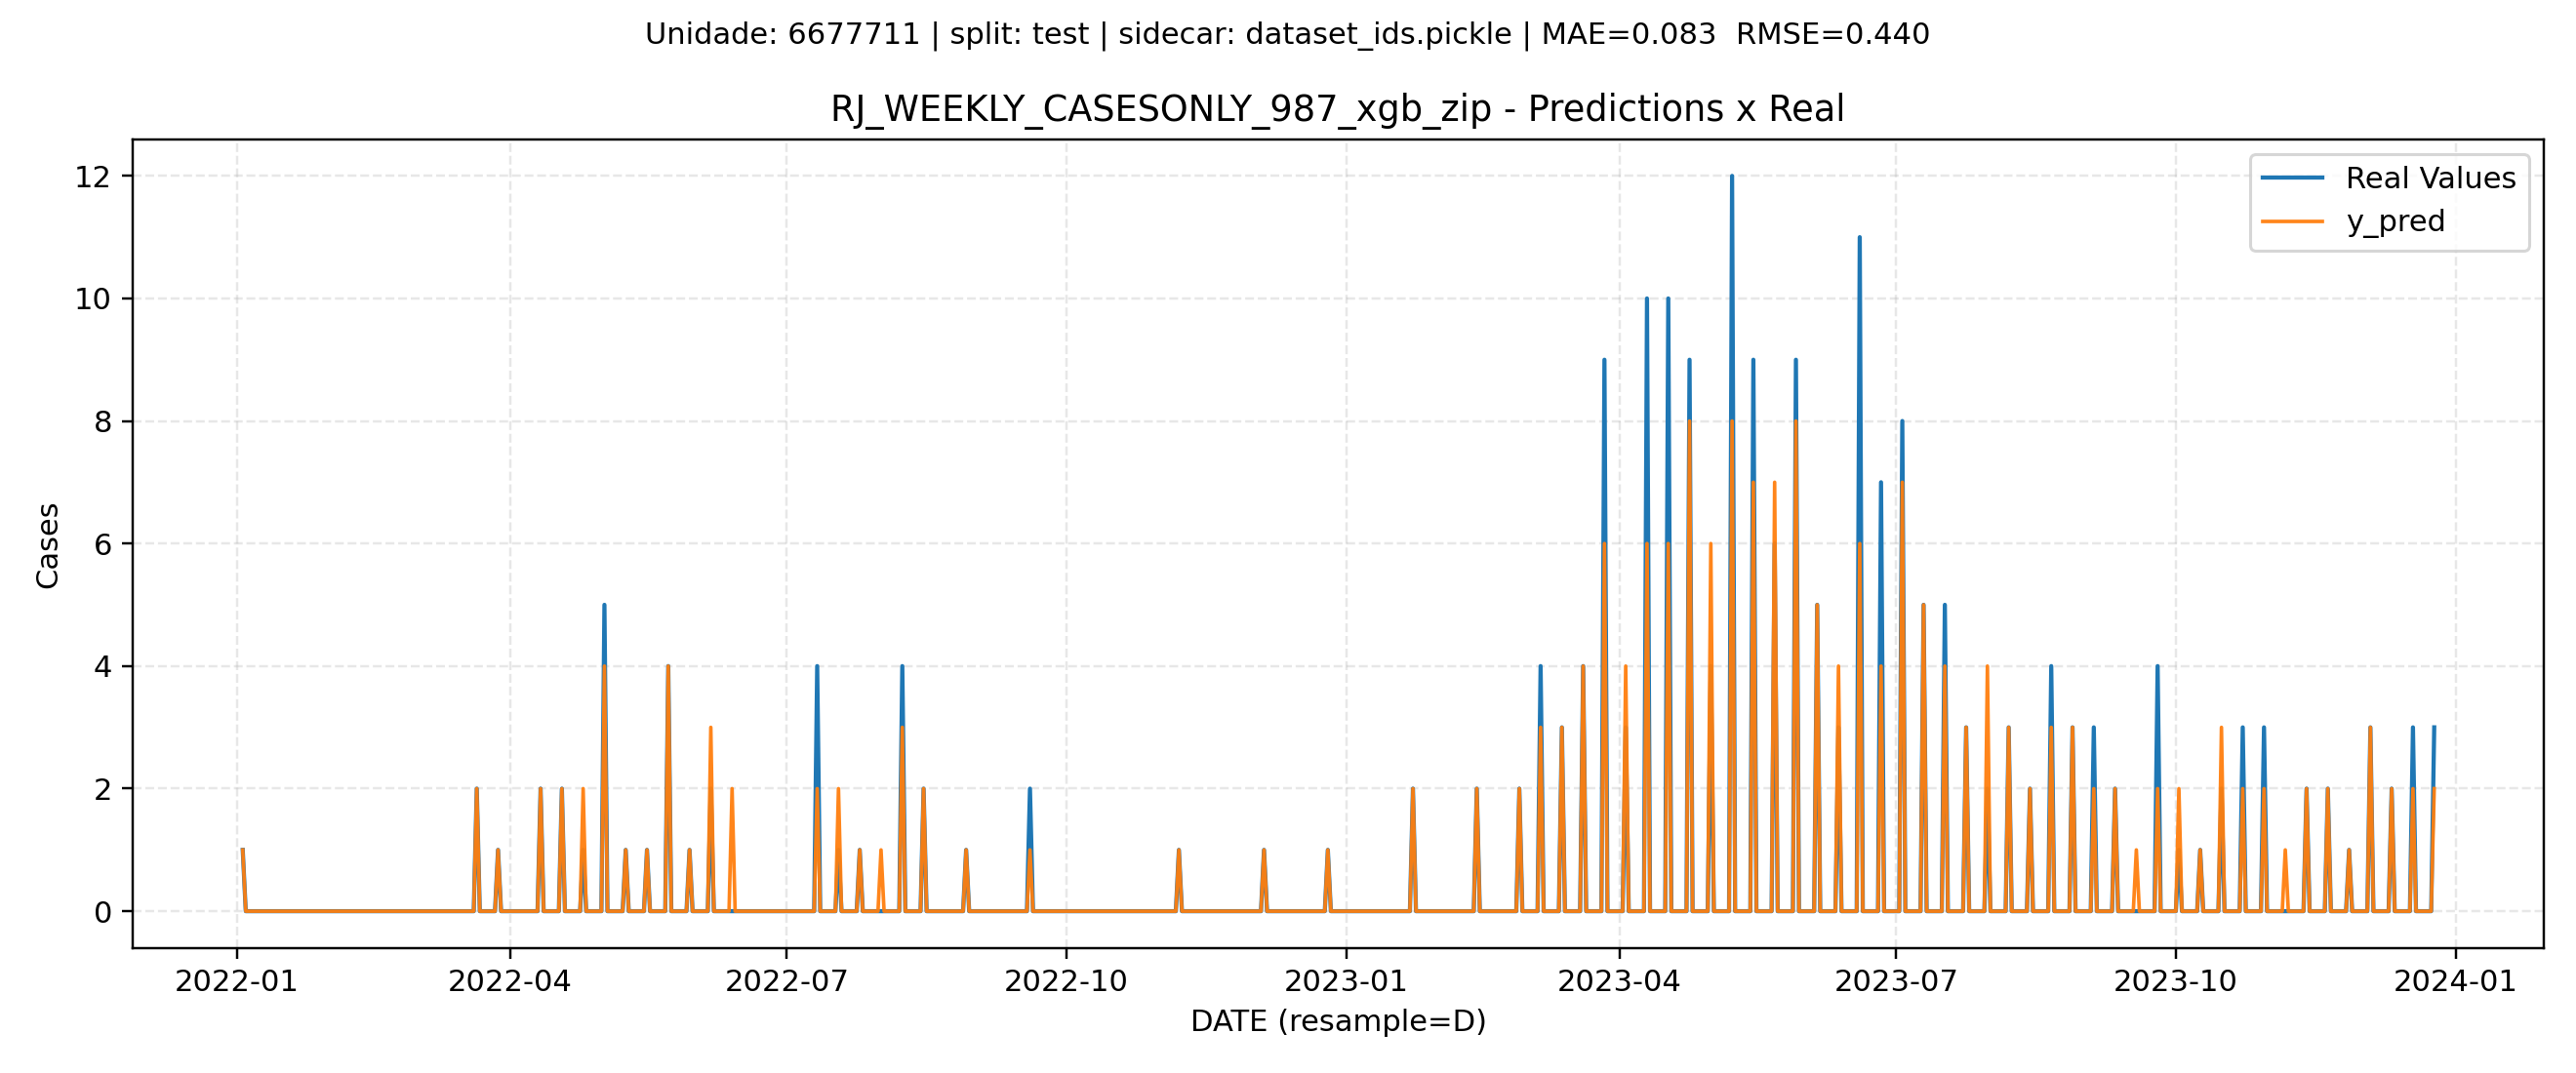 Unidade: 6677711 | split: test | sidecar: dataset_ids.pickle | MAE=0.083  RMSE=0.440
RJ_WEEKLY_CASESONLY_987_xgb_zip - Predictions x Real
Real Values
y_pred
12
10
8
6
4
2
0
Cases
2022-01
2022-04
2022-07
2022-10
2023-01
2023-04
2023-07
2023-10
2024-01
DATE (resample=D)